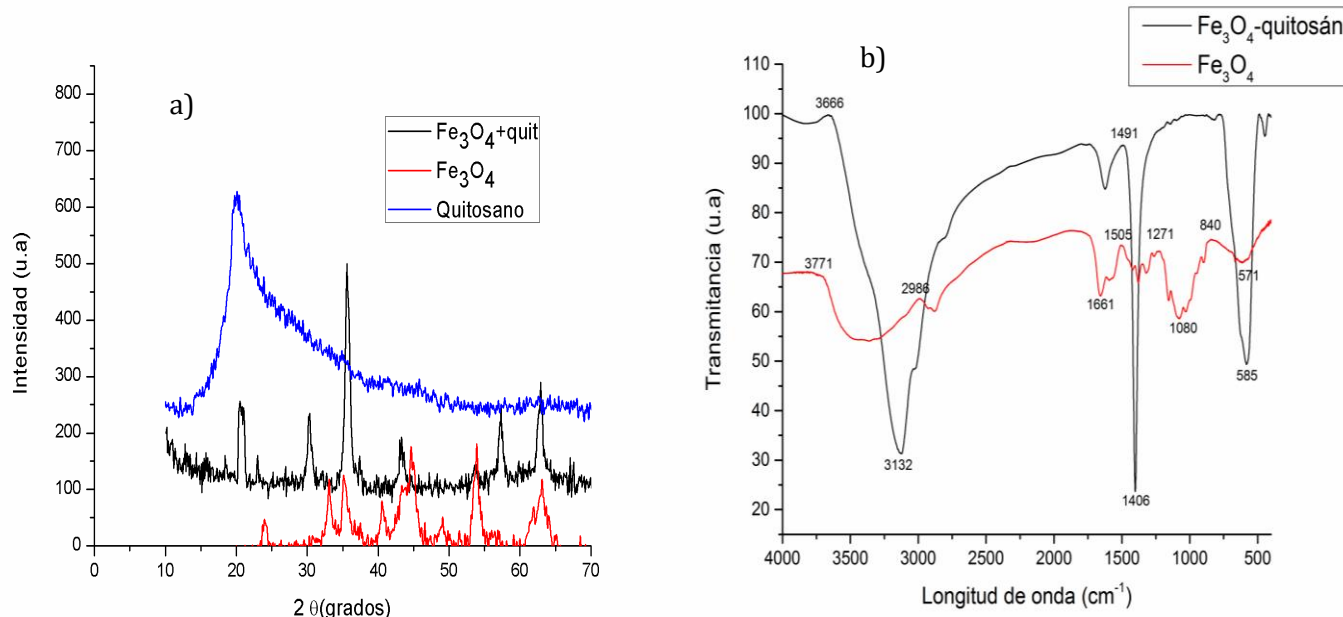 a)
Fe3O4+quit
Fe3O4
Quitosano
Intensidad (u.a)
800
700
600
500
400
300
200
100
0
0 10 20 30 40 50 60 70
2 θ(grados)
b)
Fe3O4-quitosán
Fe3O4
Transmitancia (u.a)
110
100
90
80
70
60
50
40
30
20
3666
1491
3771
2986
1505
1271
840
1661
1080
571
585
3132
1406
4000 3500 3000 2500 2000 1500 1000 500
Longitud de onda (cm-1)